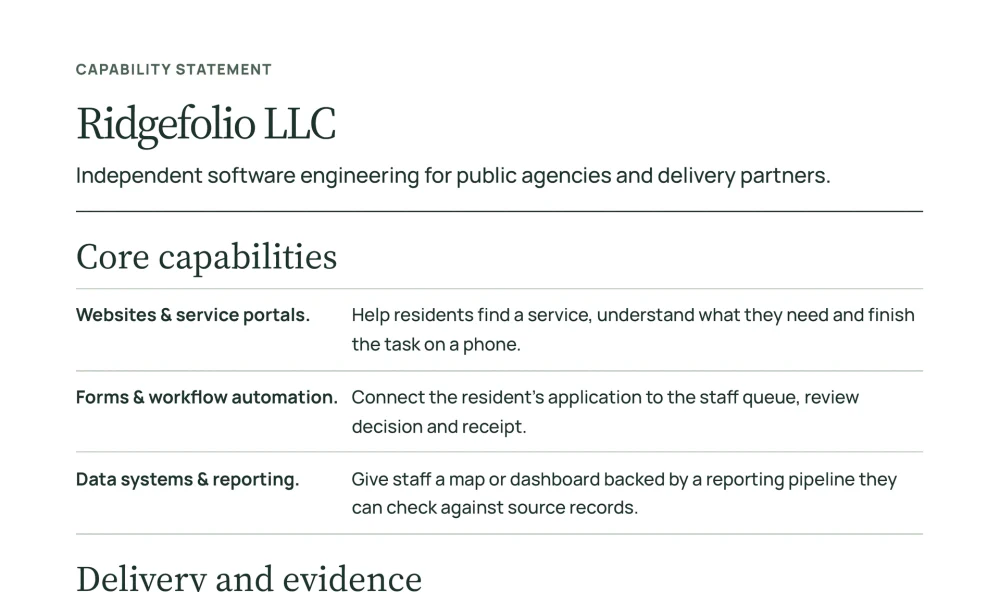 CAPABILITY STATEMENT
Ridgefolio LLC
Independent software engineering for public agencies and delivery partners.
Core capabilities
Websites & service portals.
Help residents find a service, understand what they need and finish
the task on a phone.
Forms & workflow automation.
Connect the resident’s application to the staff queue, review
decision and receipt.
Data systems & reporting.
Give staff a map or dashboard backed by a reporting pipeline they
can check against source records.
Delivery and evidence